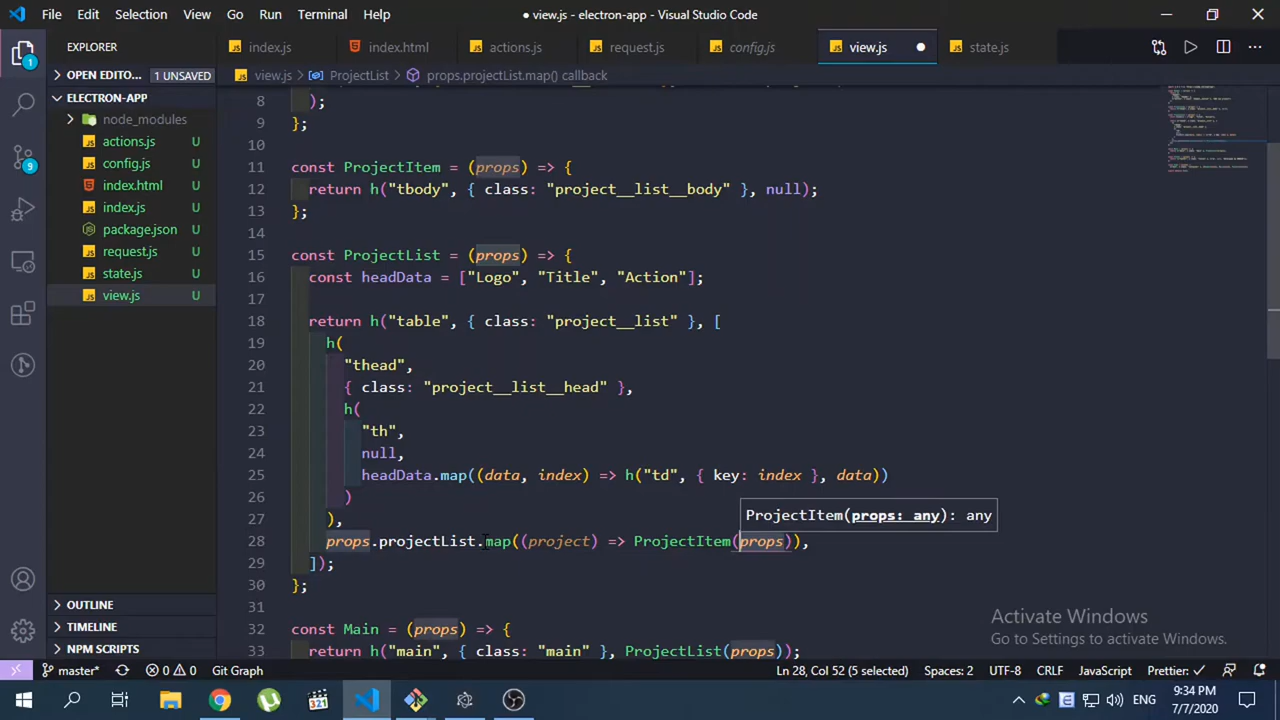 File Edit Selection View Go Run Terminal Help
● view.js - electron-app - Visual Studio Code
EXPLORER
OPEN EDITO... 1 UNSAVED
ELECTRON-APP
node_modules
actions.js U
config.js U
index.html U
index.js U
package.json U
request.js U
state.js U
view.js U
OUTLINE
TIMELINE
NPM SCRIPTS
1
9
index.js index.html actions.js request.js config.js view.js ● state.js
view.js > ProjectList > props.projectList.map() callback
8 );
9 };
10
11 const ProjectItem = (props) => {
12 return h("tbody", { class: "project__list__body" }, null);
13 };
14
15 const ProjectList = (props) => {
16 const headData = ["Logo", "Title", "Action"];
17
18 return h("table", { class: "project__list" }, [
19 h(
20 "thead",
21 { class: "project__list__head" },
22 h(
23 "th",
24 null,
25 headData.map((data, index) => h("td", { key: index }, data))
26 )
27 ),
ProjectItem(props: any): any
28 props.projectList.map((project) => ProjectItem(props)),
29 ]);
30 };
31
32 const Main = (props) => {
33 return h("main", { class: "main" }, ProjectList(props));
Activate Windows
Go to Settings to activate Windows.
master* 0 0 Git Graph Ln 28, Col 52 (5 selected) Spaces: 2 UTF-8 CRLF JavaScript Prettier: ✓
321
ENG
9:34 PM
7/7/2020